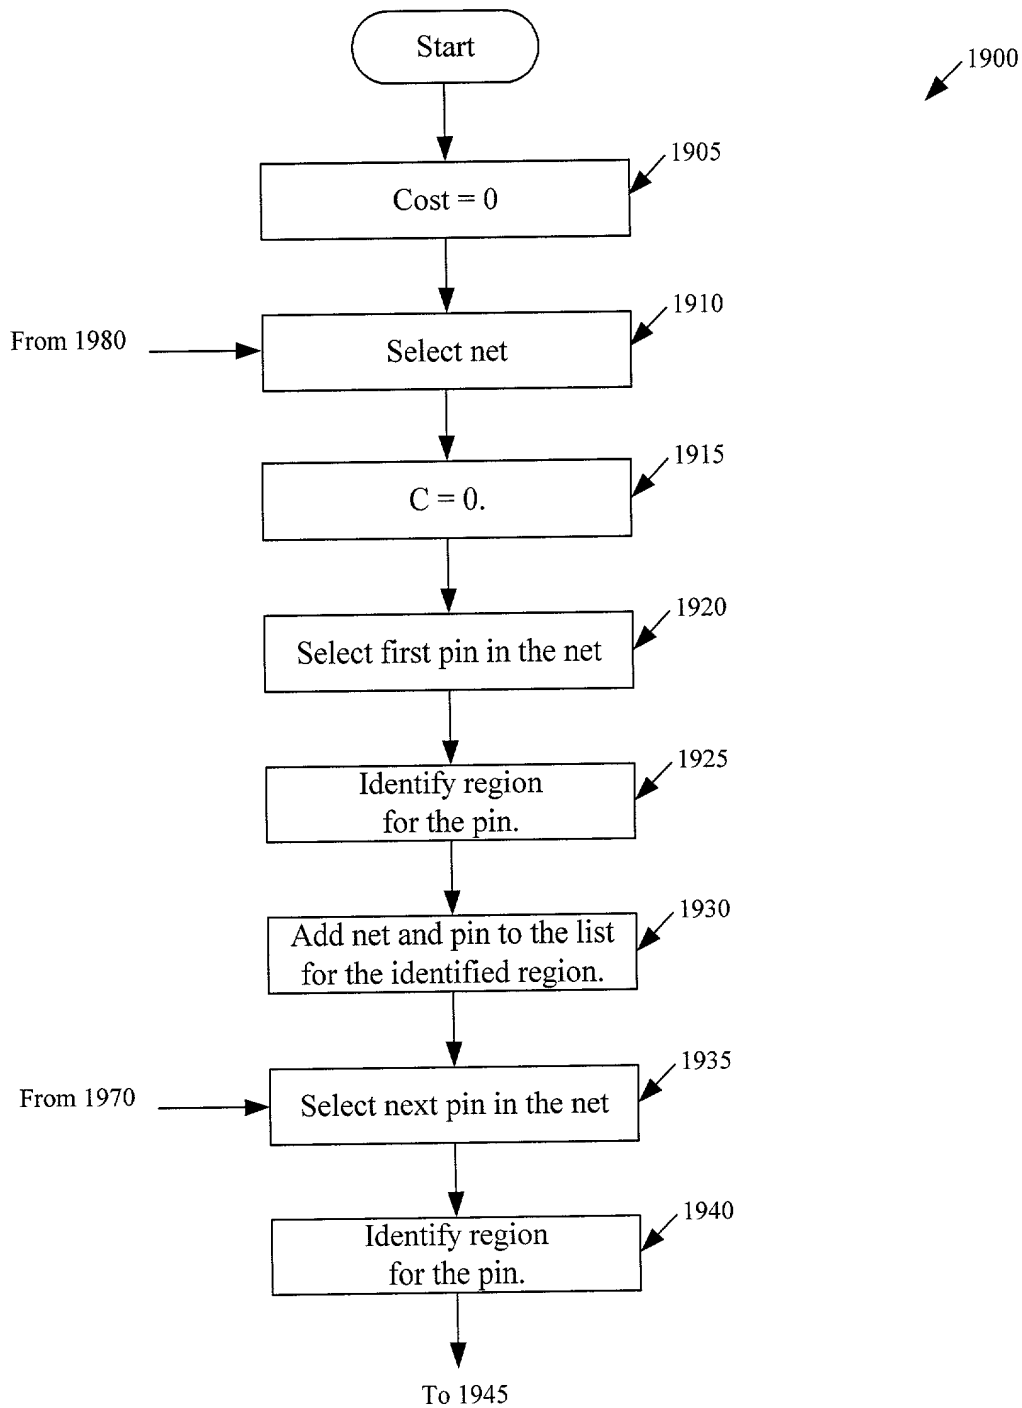 Start
1900
1905
Cost = 0
1910
From 1980
Select net
1915
C = 0.
1920
Select first pin in the net
1925
Identify region
for the pin.
1930
Add net and pin to the list
for the identified region.
1935
From 1970
Select next pin in the net
1940
Identify region
for the pin.
To 1945